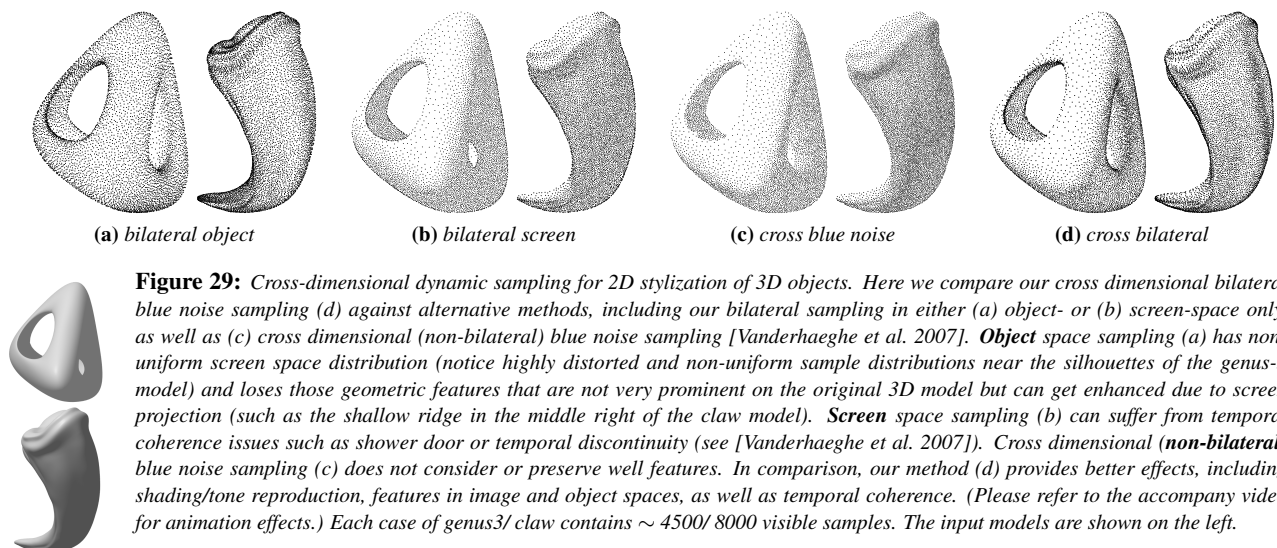 (a) bilateral object (b) bilateral screen (c) cross blue noise (d) cross bilateral
Figure 29: Cross-dimensional dynamic sampling for 2D stylization of 3D objects. Here we compare our cross dimensional bilatera
blue noise sampling (d) against alternative methods, including our bilateral sampling in either (a) object- or (b) screen-space only
as well as (c) cross dimensional (non-bilateral) blue noise sampling [Vanderhaeghe et al. 2007]. Object space sampling (a) has non
uniform screen space distribution (notice highly distorted and non-uniform sample distributions near the silhouettes of the genus-
model) and loses those geometric features that are not very prominent on the original 3D model but can get enhanced due to scree
projection (such as the shallow ridge in the middle right of the claw model). Screen space sampling (b) can suffer from tempora
coherence issues such as shower door or temporal discontinuity (see [Vanderhaeghe et al. 2007]). Cross dimensional (non-bilateral
blue noise sampling (c) does not consider or preserve well features. In comparison, our method (d) provides better effects, including
shading/tone reproduction, features in image and object spaces, as well as temporal coherence. (Please refer to the accompany vide
for animation effects.) Each case of genus3/ claw contains ∼ 4500/ 8000 visible samples. The input models are shown on the left.